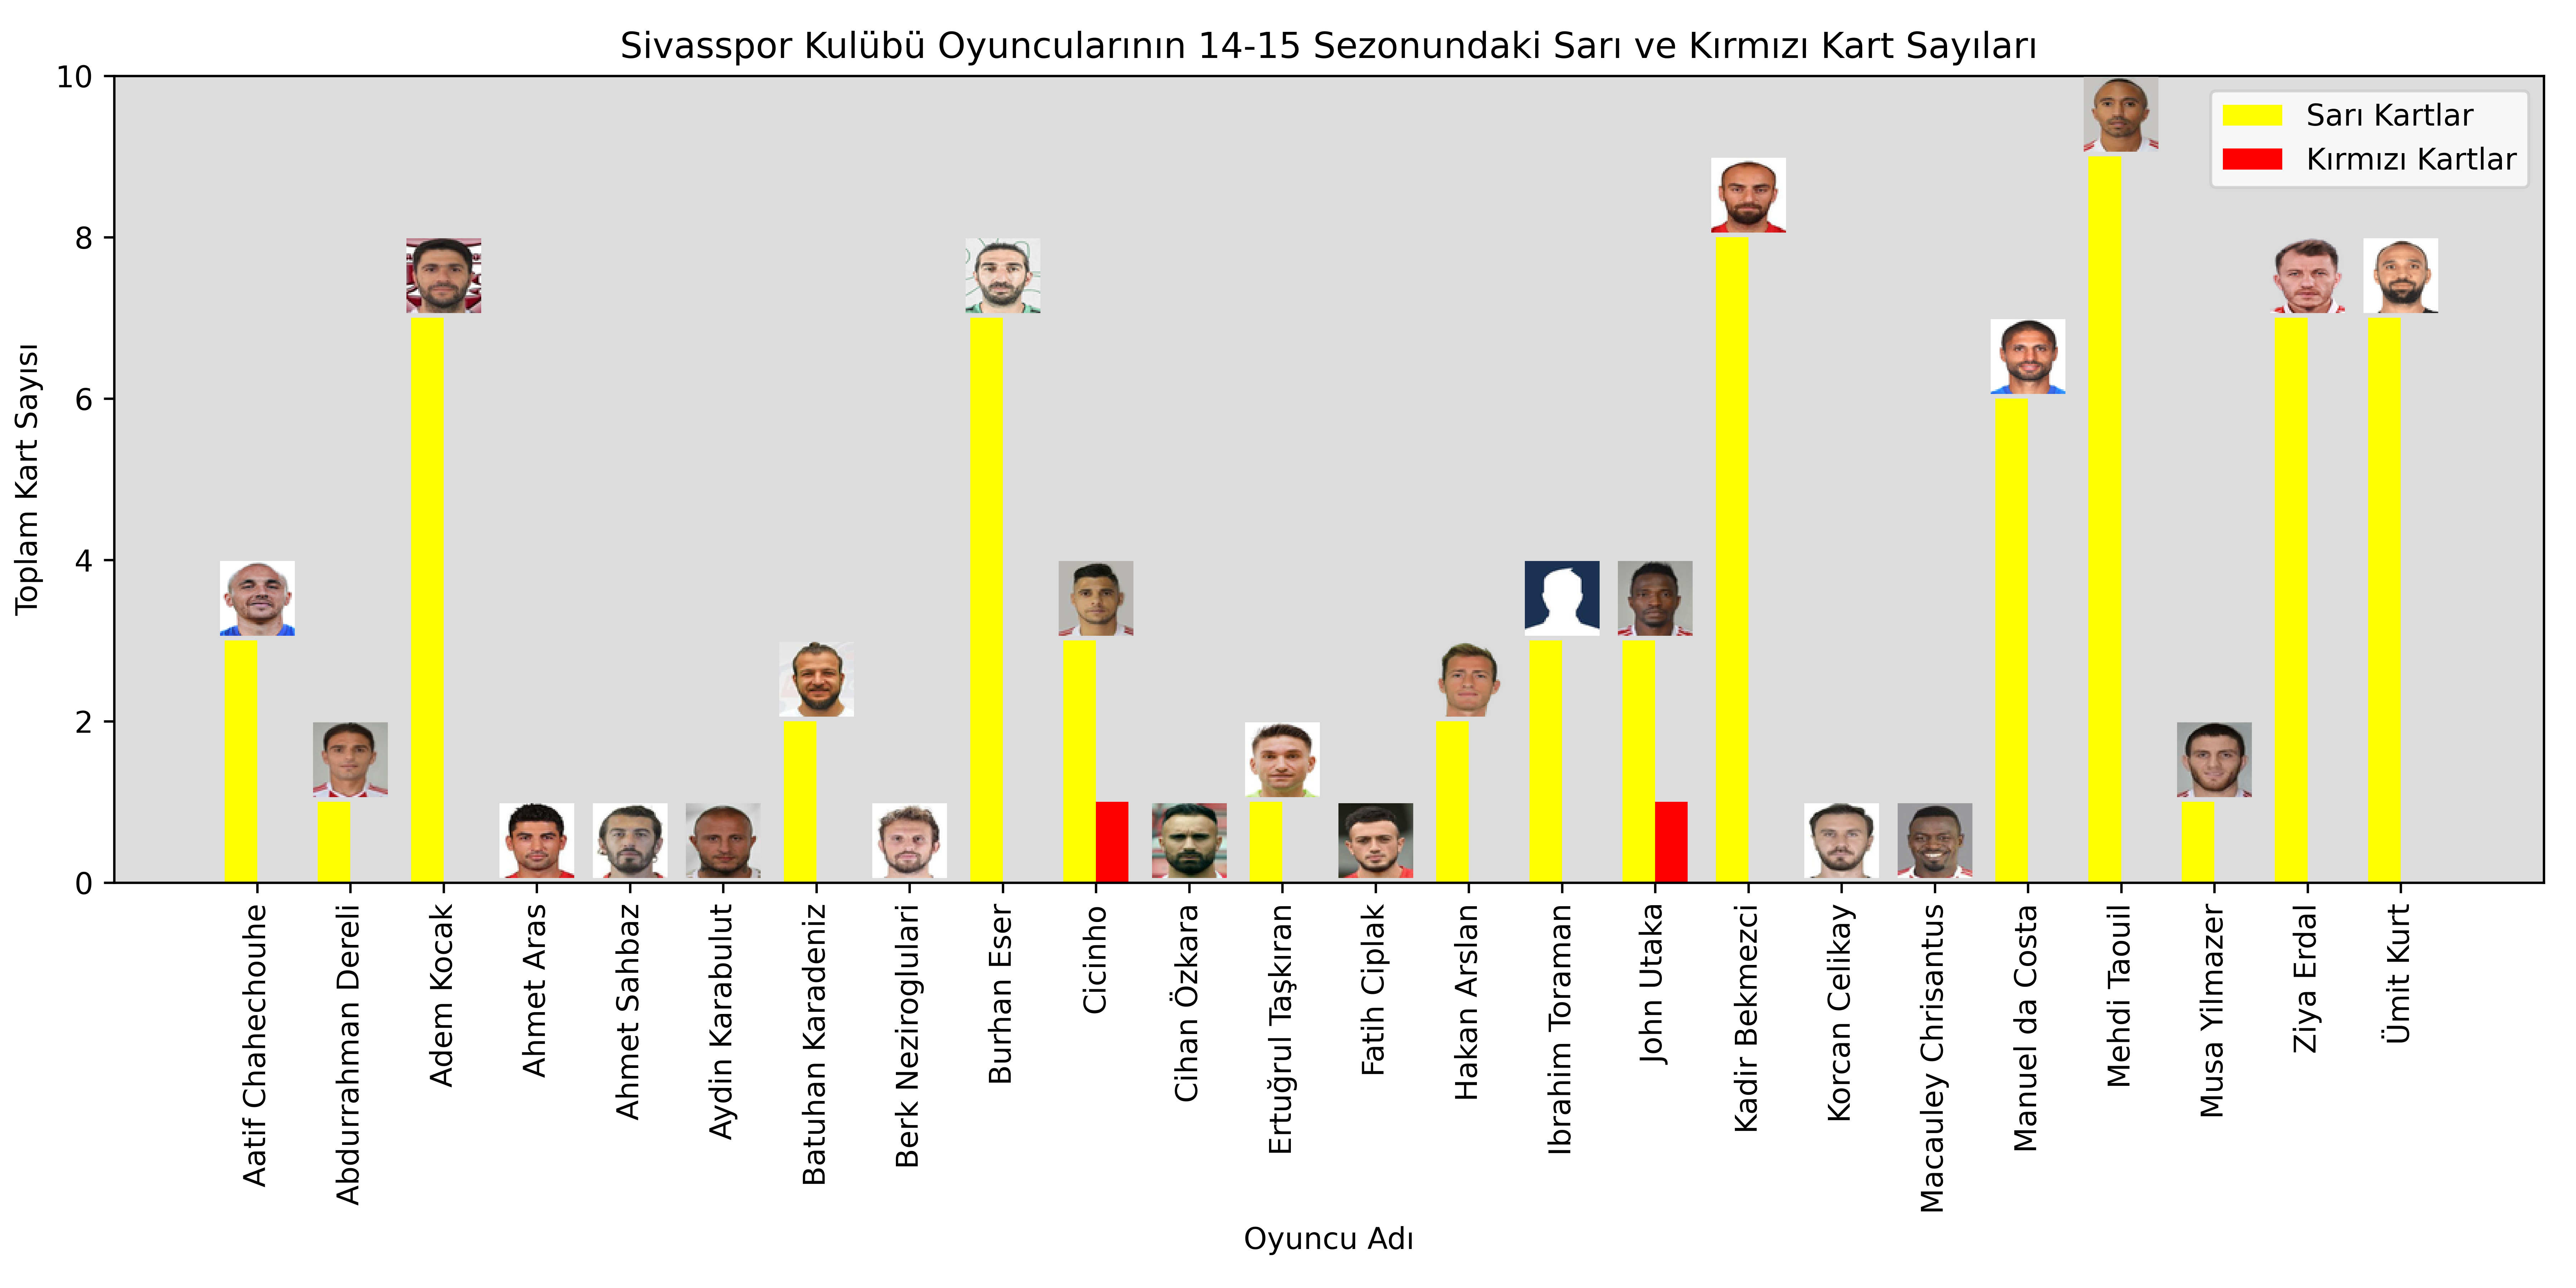 Sivasspor Kulübü Oyuncularının 14-15 Sezonundaki Sarı ve Kırmızı Kart Sayıları
Sarı Kartlar
Kırmızı Kartlar
Toplam Kart Sayısı
10
8
6
4
2
0
Aatif Chahechouhe
Abdurrahman Dereli
Adem Kocak
Ahmet Aras
Ahmet Sahbaz
Aydin Karabulut
Batuhan Karadeniz
Berk Neziroglulari
Burhan Eser
Cicinho
Cihan Özkara
Ertuğrul Taşkıran
Fatih Ciplak
Hakan Arslan
Ibrahim Toraman
John Utaka
Kadir Bekmezci
Korcan Celikay
Macauley Chrisantus
Manuel da Costa
Mehdi Taouil
Musa Yilmazer
Ziya Erdal
Ümit Kurt
Oyuncu Adı